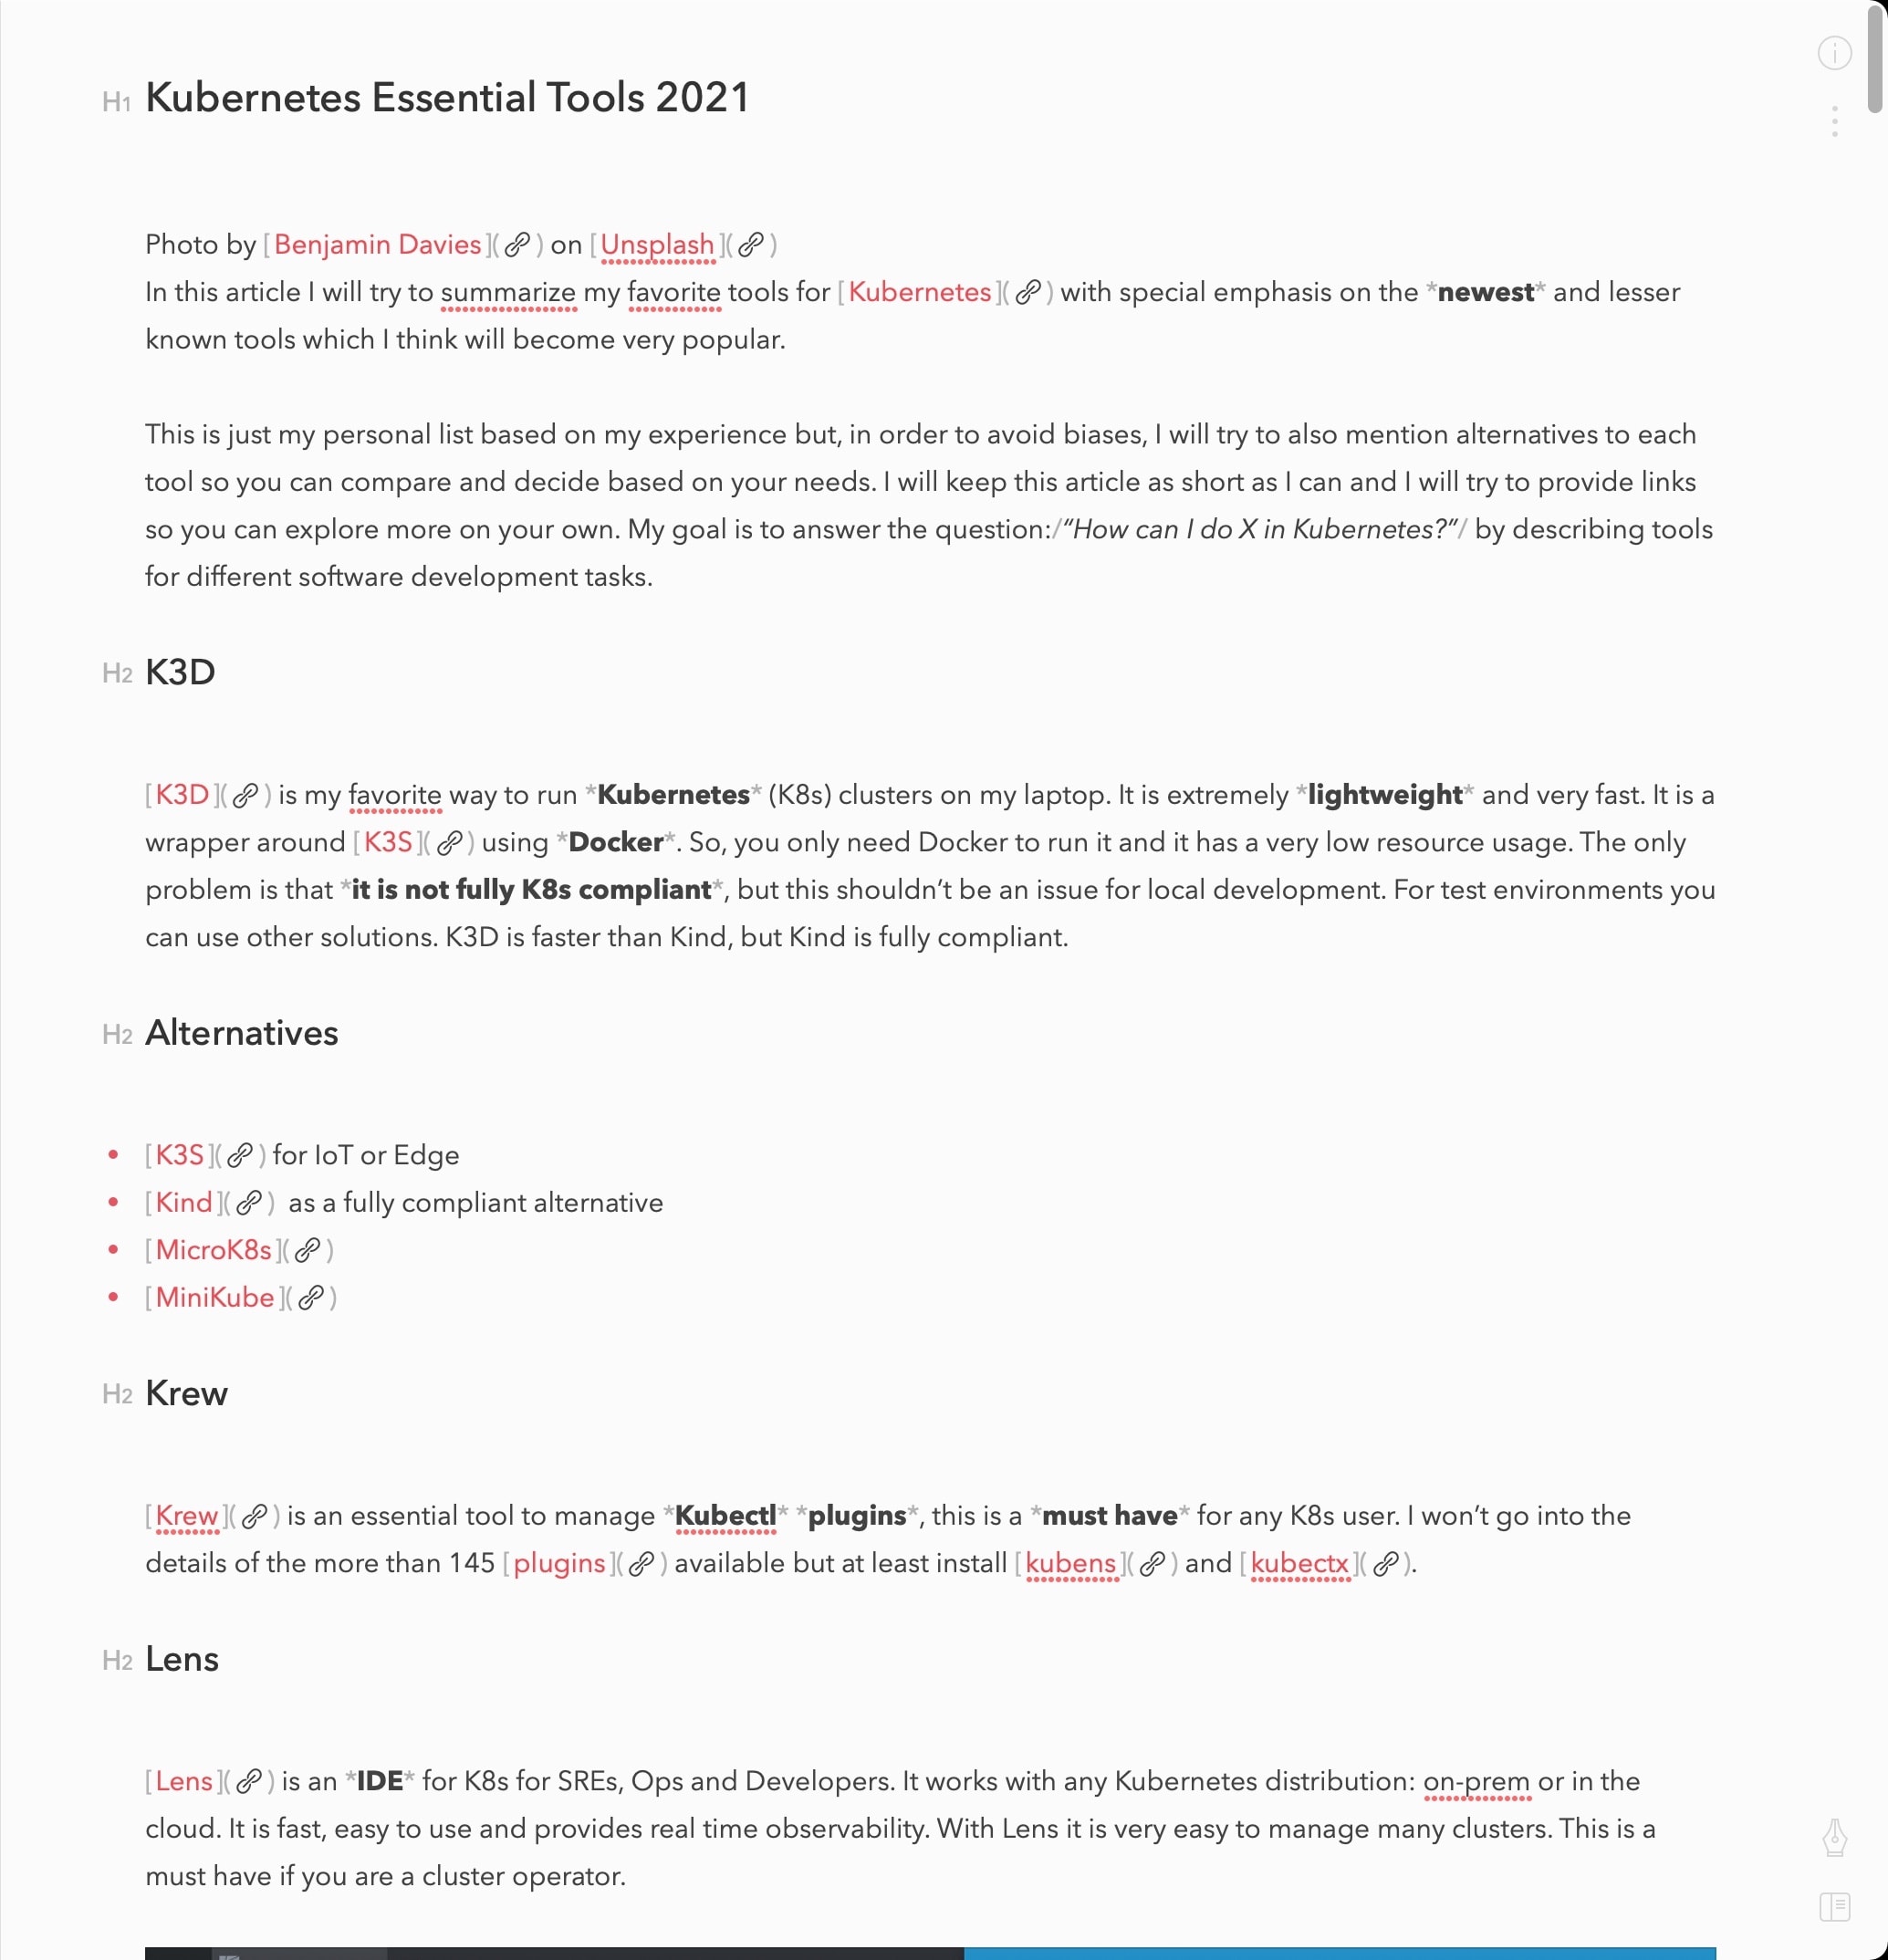 H1 Kubernetes Essential Tools 2021
Photo by [Benjamin Davies]() on [Unsplash]()
In this article I will try to summarize my favorite tools for [Kubernetes]() with special emphasis on the *newest* and lesser
known tools which I think will become very popular.
This is just my personal list based on my experience but, in order to avoid biases, I will try to also mention alternatives to each
tool so you can compare and decide based on your needs. I will keep this article as short as I can and I will try to provide links
so you can explore more on your own. My goal is to answer the question:/“How can I do X in Kubernetes?”/ by describing tools
for different software development tasks.
H2 K3D
[K3D]() is my favorite way to run *Kubernetes* (K8s) clusters on my laptop. It is extremely *lightweight* and very fast. It is a
wrapper around [K3S]() using *Docker*. So, you only need Docker to run it and it has a very low resource usage. The only
problem is that *it is not fully K8s compliant*, but this shouldn’t be an issue for local development. For test environments you
can use other solutions. K3D is faster than Kind, but Kind is fully compliant.
H2 Alternatives
• [K3S]() for IoT or Edge
• [Kind]() as a fully compliant alternative
• [MicroK8s]()
• [MiniKube]()
H2 Krew
[Krew]() is an essential tool to manage *Kubectl* *plugins*, this is a *must have* for any K8s user. I won’t go into the
details of the more than 145 [plugins]() available but at least install [kubens]() and [kubectx]().
H2 Lens
[Lens]() is an *IDE* for K8s for SREs, Ops and Developers. It works with any Kubernetes distribution: on-prem or in the
cloud. It is fast, easy to use and provides real time observability. With Lens it is very easy to manage many clusters. This is a
must have if you are a cluster operator.